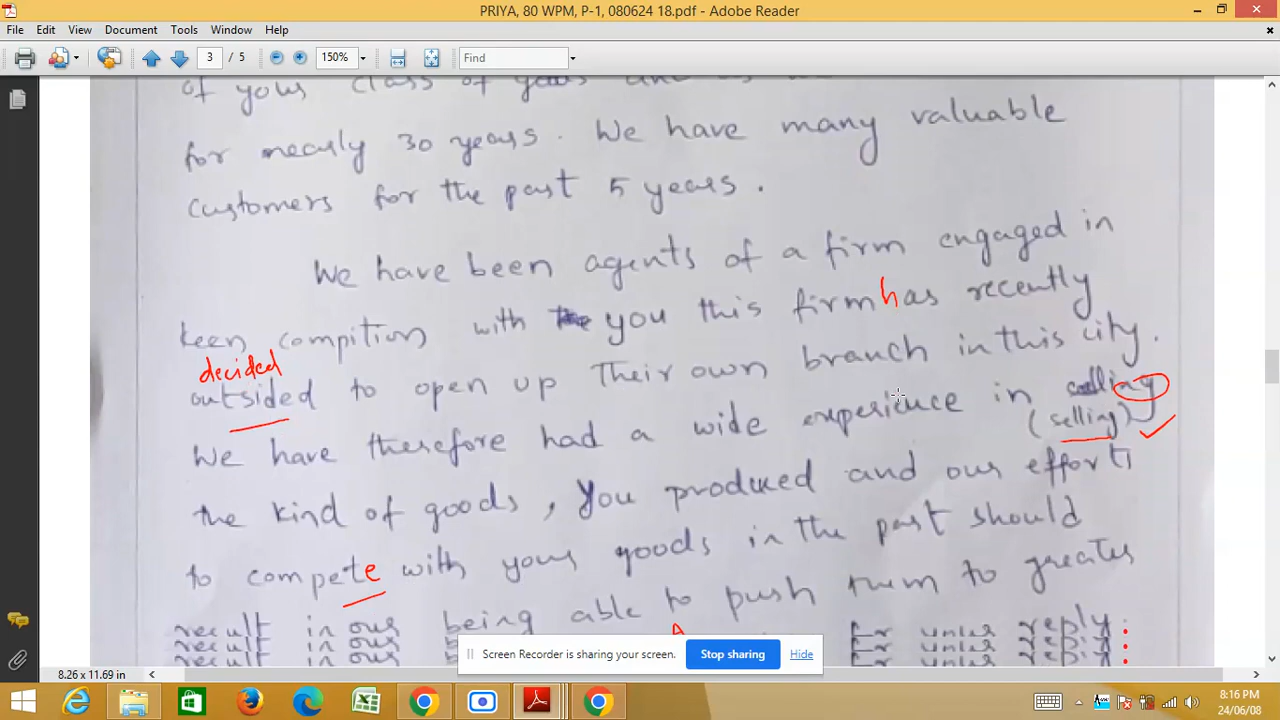 PRIYA, 80 WPM, P-1, 080624 18.pdf - Adobe Reader
File Edit View Document Tools Window Help
3 / 5 150% Find
of your class of
for nearly 30 years. We have many valuable
customers for the past 5 years.
We have been agents of a firm engaged in
keen compition with you this firm has recently
decided
outsided to open up Their own branch in this city.
We have therefore had a wide experience in
(selling)
the kind of goods, you produced and our efforts
to compete with your goods in the past should
result in our being able to push them to greater
reply.
Screen Recorder is sharing your screen. Stop sharing Hide
8.26 x 11.69 in
8:16 PM
24/06/08